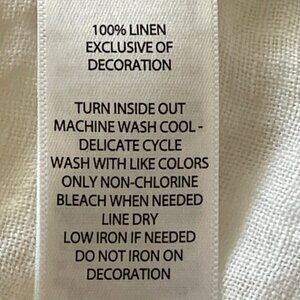 100% LINEN
EXCLUSIVE OF
DECORATION
TURN INSIDE OUT
MACHINE WASH COOL -
DELICATE CYCLE
WASH WITH LIKE COLORS
ONLY NON-CHLORINE
BLEACH WHEN NEEDED
LINE DRY
LOW IRON IF NEEDED
DO NOT IRON ON
DECORATION